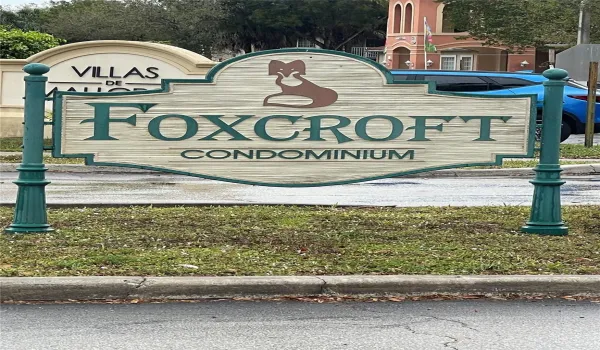 VILLAS
DE
FOXCROFT
CONDOMINIUM